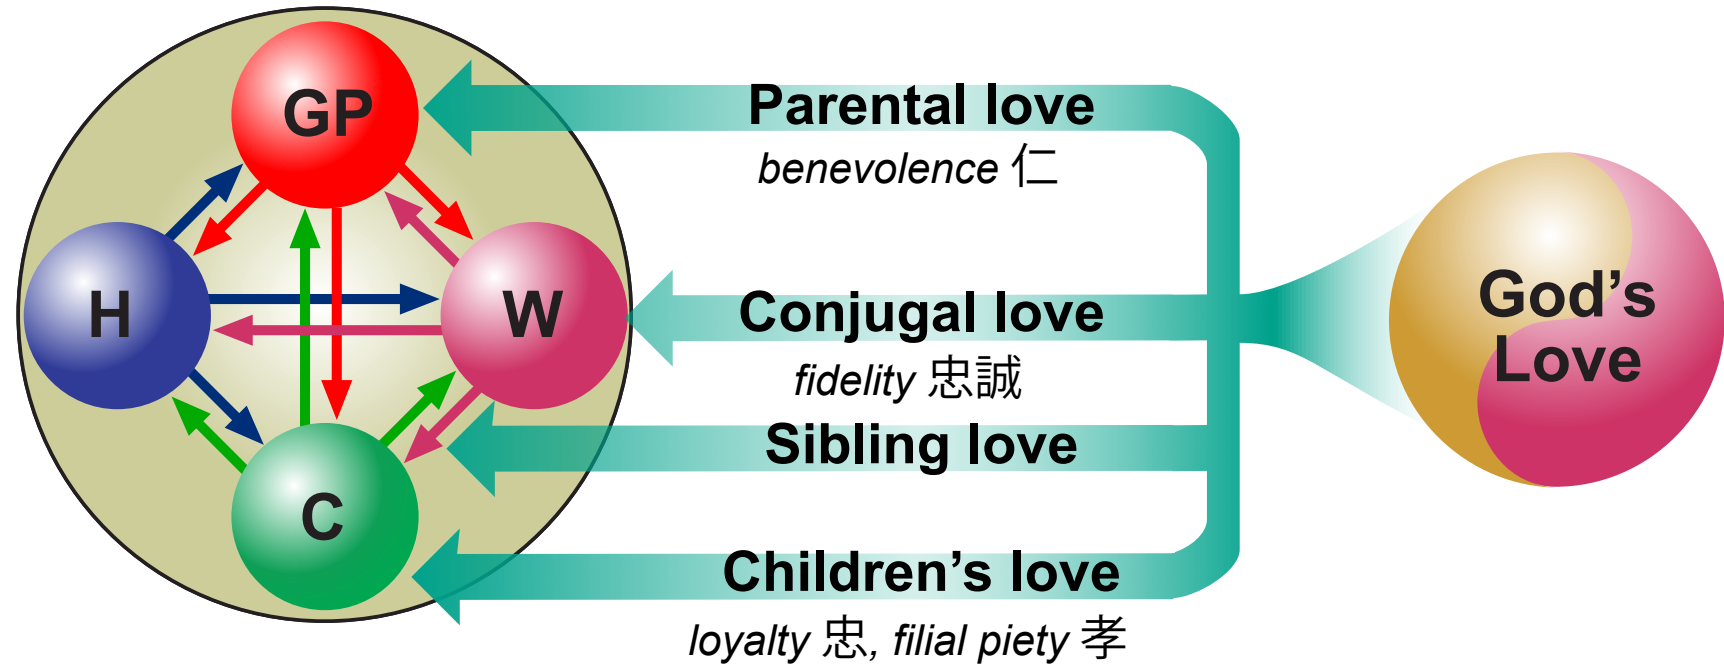 GP
H
W
C
Parental love
benevolence 仁
Conjugal love
fidelity 忠誠
Sibling love
Children’s love
loyalty 忠, filial piety 孝
God’s
Love